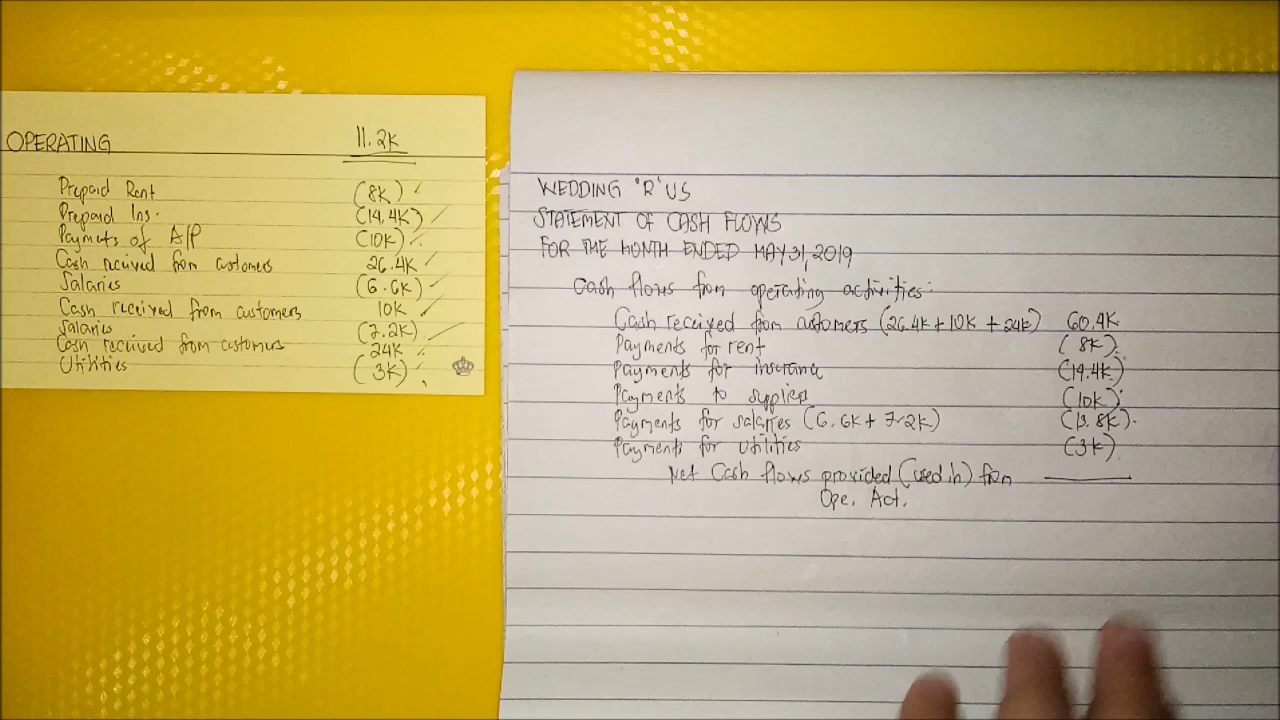 OPERATING 11.2K
Prepaid Rent (8K) ✓
Prepaid Ins. (14.4K) ✓
Paymets of A/P (10K) ✓
Cash received from customers 26.4K ✓
Salaries (6.6K) ✓
Cash received from customers 10K ✓
Salaries (7.2K) ✓
Cash received from customers 24K ✓
Utilities (3K) ✓
WEDDING "R" US
STATEMENT OF CASH FLOWS
FOR THE MONTH ENDED MAY 31, 2019
Cash flows from operating activities:
Cash received from customers (26.4K + 10K + 24K) 60.4K
Payments for rent (8K)
Payments for insurance (14.4K)
Payments to supplies (10K)
Payments for salaries (6.6K + 7.2K) (13.8K)
Payments for utilities (3K)
Net Cash flows provided (used in) from
Ope. Act.